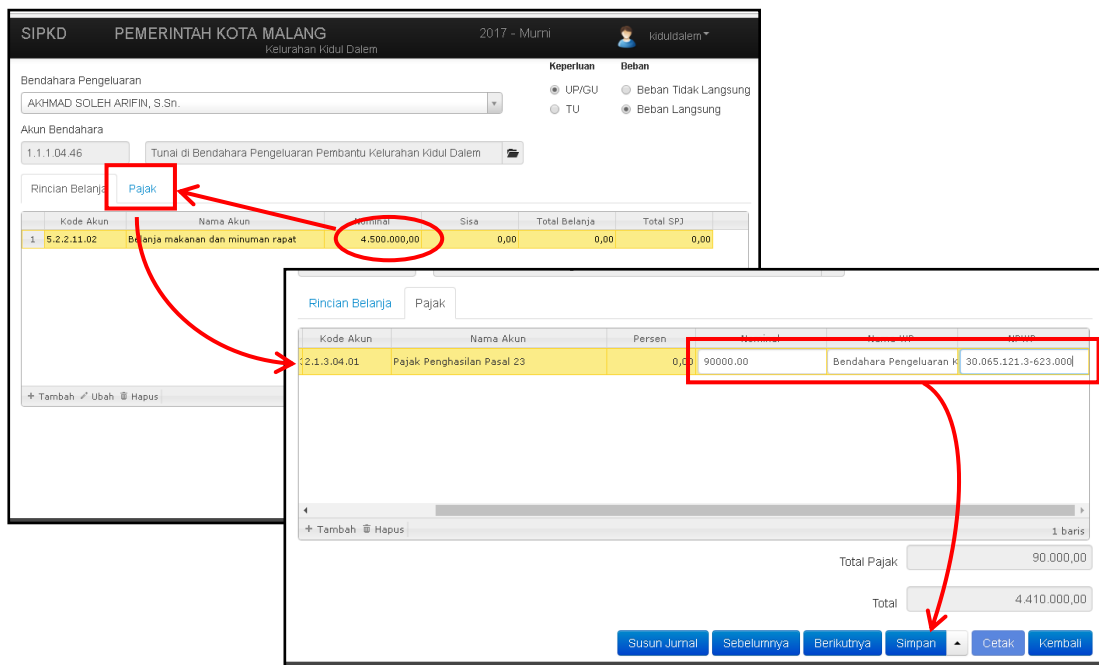 SIPKD PEMERINTAH KOTA MALANG 2017 - Murni kiduldalem
Kelurahan Kidul Dalem
Keperluan Beban
Bendahara Pengeluaran
UP/GU Beban Tidak Langsung
AKHMAD SOLEH ARIFIN, S.Sn.
TU Beban Langsung
Akun Bendahara
1.1.1.04.46 Tunai di Bendahara Pengeluaran Pembantu Kelurahan Kidul Dalem
Rincian Belanja Pajak
Kode Akun Nama Akun Nominal Sisa Total Belanja Total SPJ
1 5.2.2.11.02 Belanja makanan dan minuman rapat 4.500.000,00 0,00 0,00 0,00
+ Tambah Ubah Hapus
Rincian Belanja Pajak
Kode Akun Nama Akun Persen Nominal Nama WP NPWP
2.1.3.04.01 Pajak Penghasilan Pasal 23 0,00 90000.00 Bendahara Pengeluaran K 30.065.121.3-623.000
+ Tambah Hapus 1 baris
Total Pajak 90.000,00
Total 4.410.000,00
Susun Jurnal Sebelumnya Berikutnya Simpan Cetak Kembali